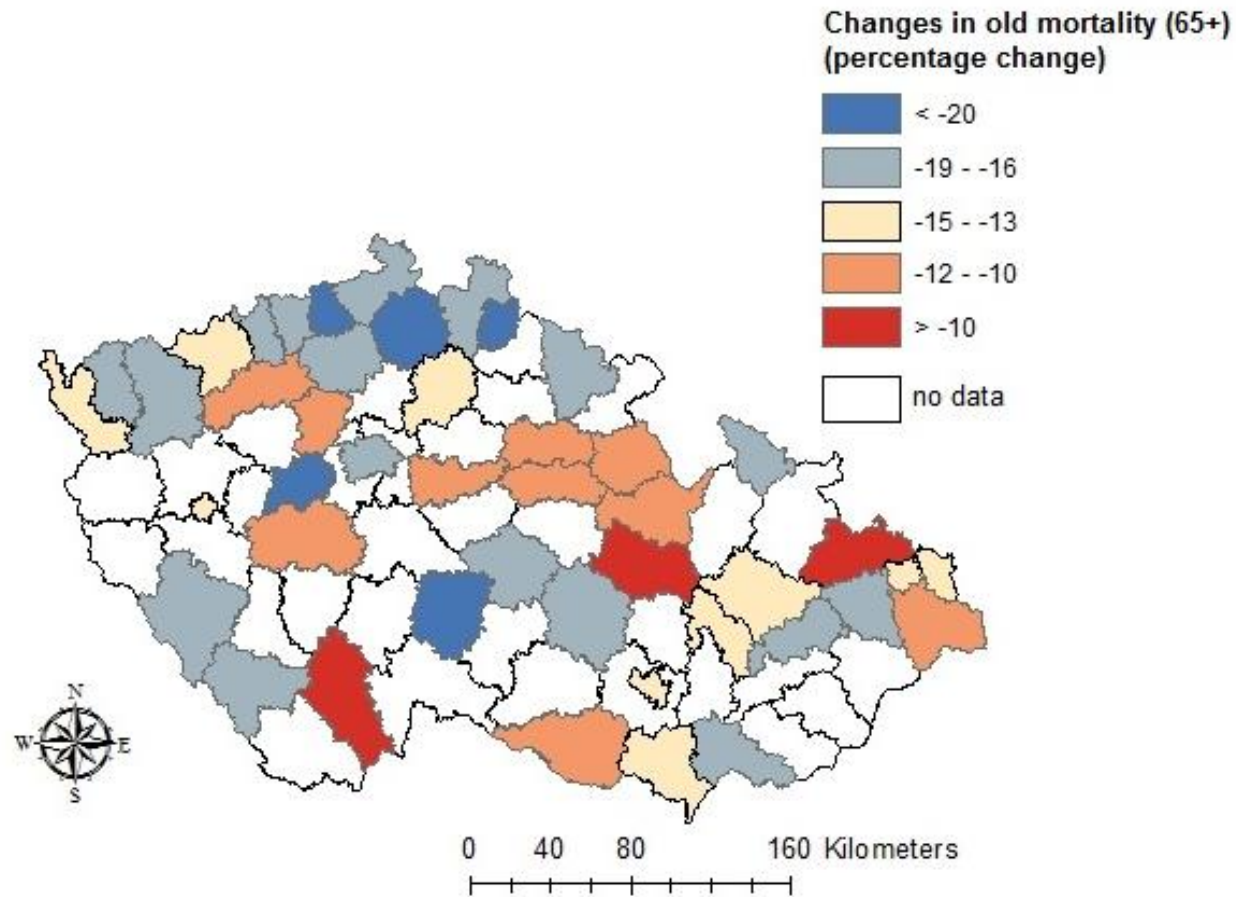 Changes in old mortality (65+)
(percentage change)
< -20
-19 - -16
-15 - -13
-12 - -10
> -10
no data
N
W E
S
0 40 80 160 Kilometers